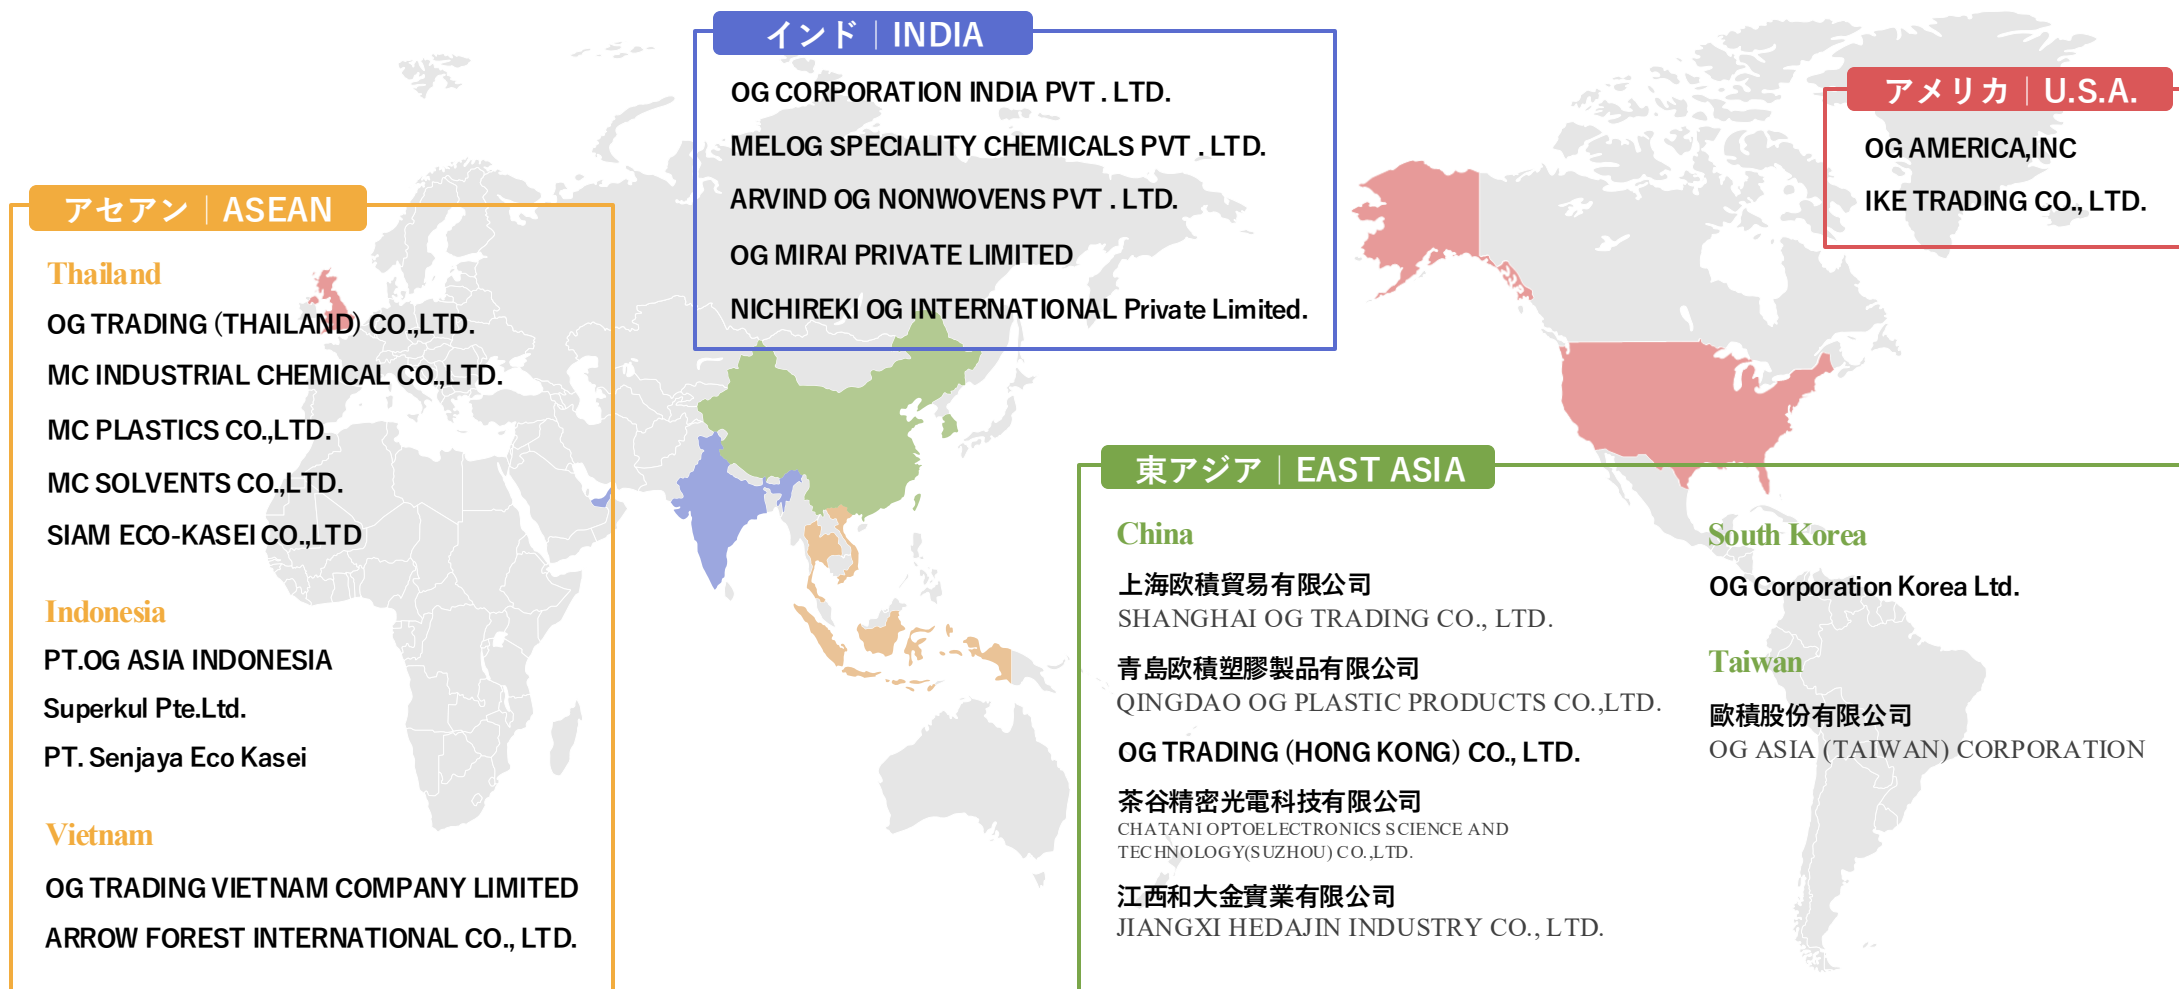 インド｜INDIA
OG CORPORATION INDIA PVT . LTD.
MELOG SPECIALITY CHEMICALS PVT . LTD.
ARVIND OG NONWOVENS PVT . LTD.
OG MIRAI PRIVATE LIMITED
NICHIREKI OG INTERNATIONAL Private Limited.
アメリカ｜U.S.A.
OG AMERICA,INC
IKE TRADING CO., LTD.
アセアン｜ASEAN
Thailand
OG TRADING (THAILAND) CO.,LTD.
MC INDUSTRIAL CHEMICAL CO.,LTD.
MC PLASTICS CO.,LTD.
MC SOLVENTS CO.,LTD.
SIAM ECO-KASEI CO.,LTD
Indonesia
PT.OG ASIA INDONESIA
Superkul Pte.Ltd.
PT. Senjaya Eco Kasei
Vietnam
OG TRADING VIETNAM COMPANY LIMITED
ARROW FOREST INTERNATIONAL CO., LTD.
東アジア｜EAST ASIA
China
上海欧積貿易有限公司
SHANGHAI OG TRADING CO., LTD.
青島欧積塑膠製品有限公司
QINGDAO OG PLASTIC PRODUCTS CO.,LTD.
OG TRADING (HONG KONG) CO., LTD.
茶谷精密光電科技有限公司
CHATANI OPTOELECTRONICS SCIENCE AND
TECHNOLOGY(SUZHOU) CO.,LTD.
江西和大金實業有限公司
JIANGXI HEDAJIN INDUSTRY CO., LTD.
South Korea
OG Corporation Korea Ltd.
Taiwan
歐積股份有限公司
OG ASIA (TAIWAN) CORPORATION